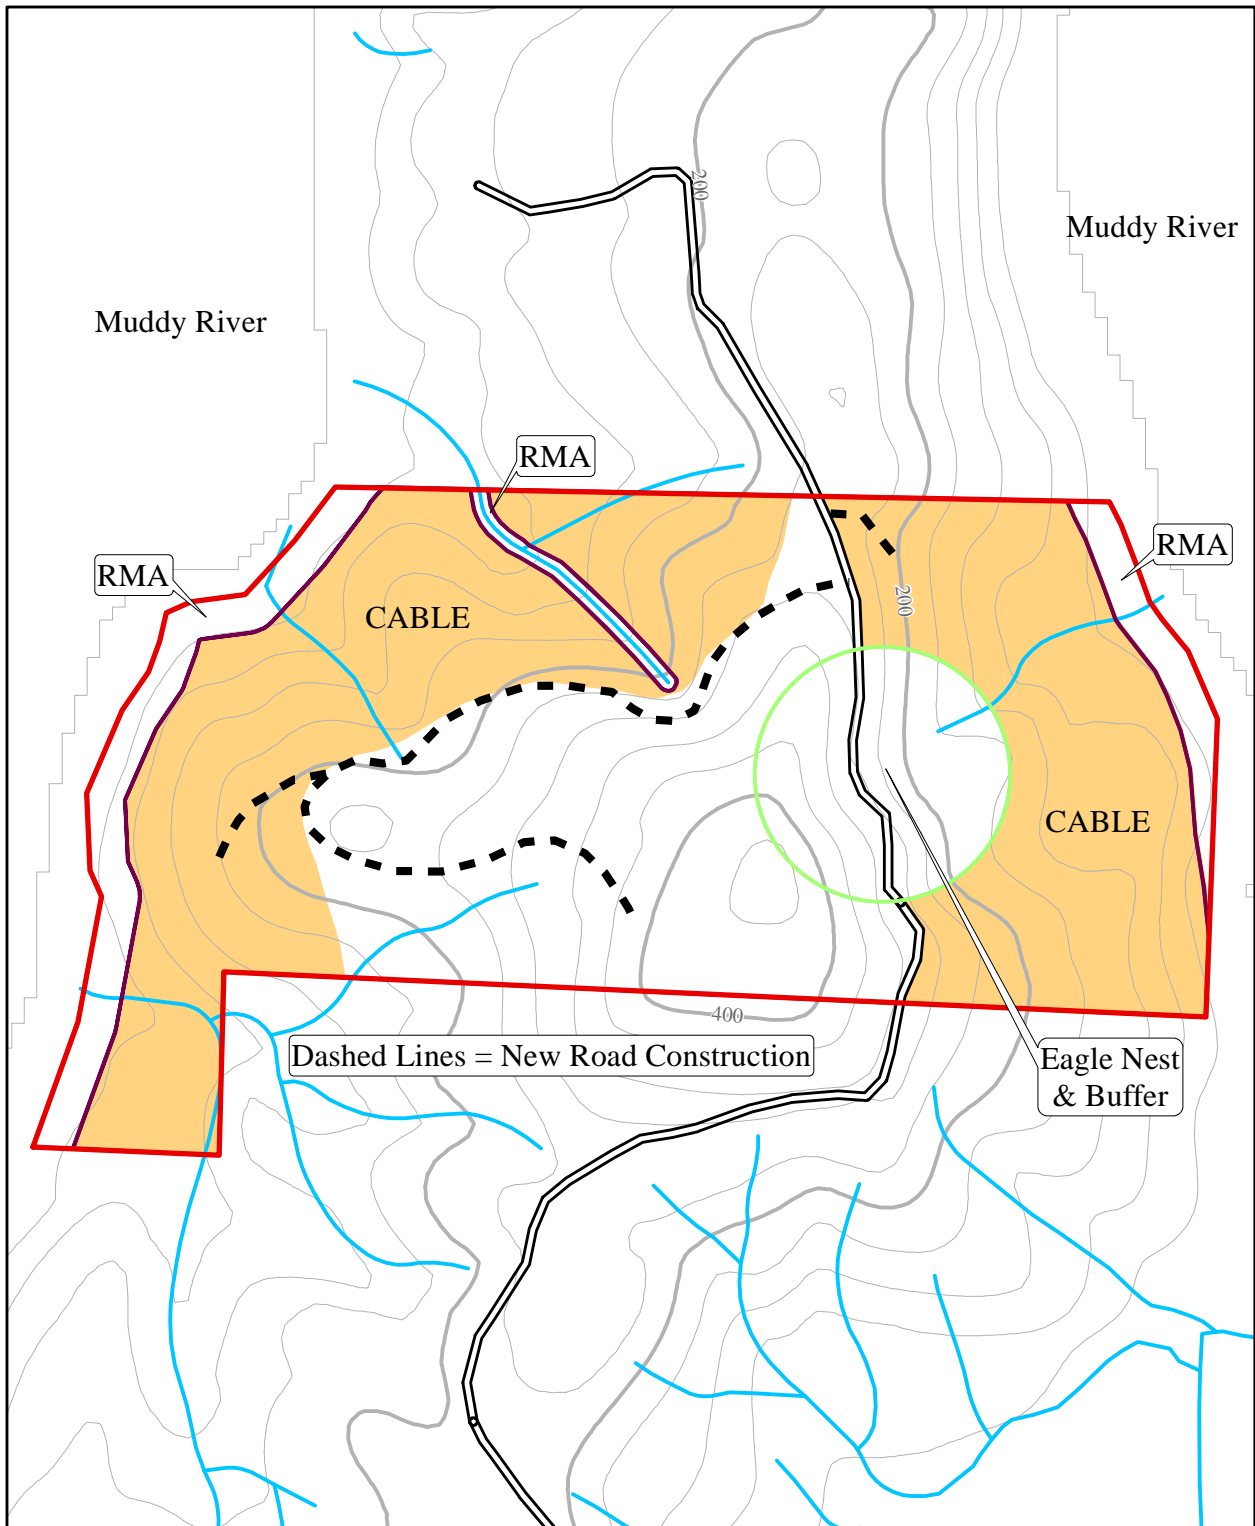 200
Muddy River
Muddy River
RMA
RMA
RMA
CABLE
200
CABLE
400
Dashed Lines = New Road Construction
Eagle Nest
& Buffer